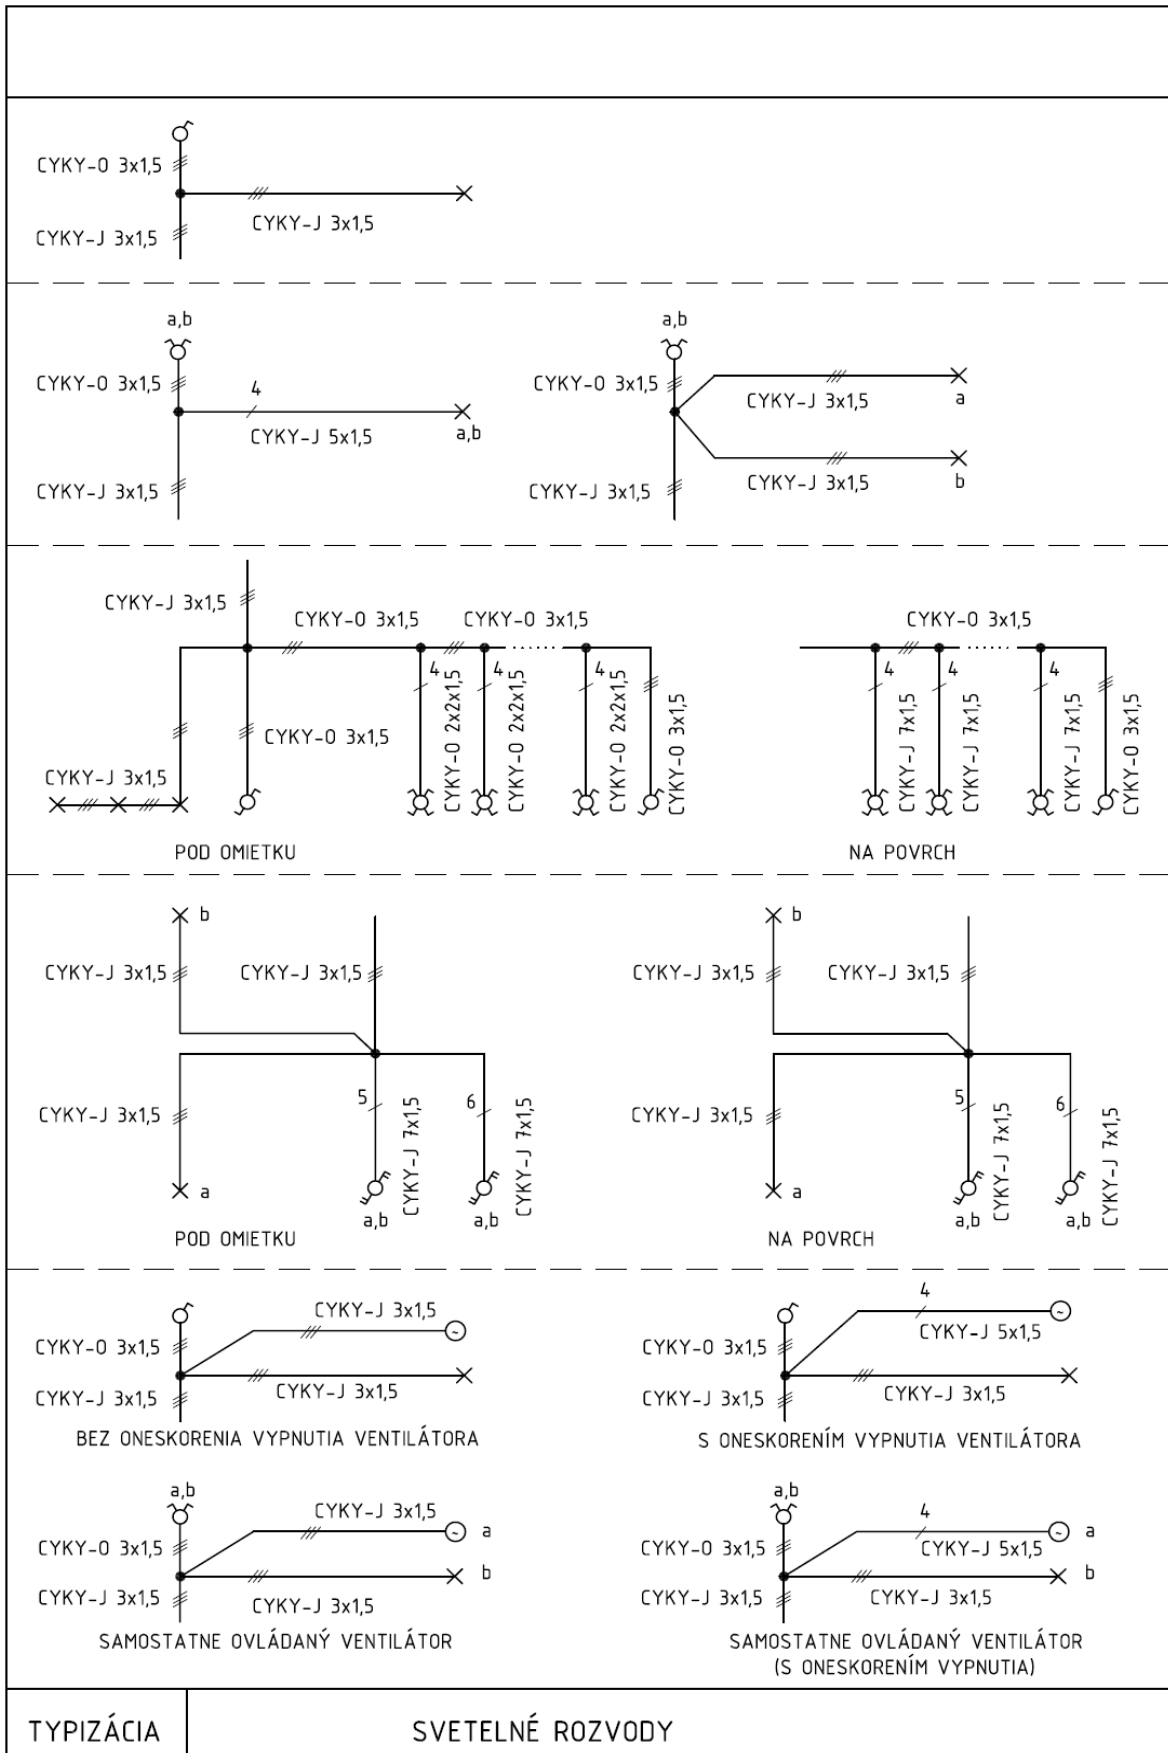 CYKY-O 3x1,5
CYKY-J 3x1,5
CYKY-J 3x1,5
a,b
CYKY-O 3x1,5
4
CYKY-J 5x1,5
a,b
CYKY-J 3x1,5
a,b
CYKY-O 3x1,5
CYKY-J 3x1,5
a
CYKY-J 3x1,5
CYKY-J 3x1,5
b
CYKY-J 3x1,5
CYKY-O 3x1,5
CYKY-O 3x1,5
4
CYKY-O 2x2x1,5
4
CYKY-O 2x2x1,5
4
CYKY-O 2x2x1,5
CYKY-O 3x1,5
CYKY-O 3x1,5
CYKY-J 3x1,5
POD OMIETKU
CYKY-O 3x1,5
4
CYKY-J 7x1,5
4
CYKY-J 7x1,5
4
CYKY-J 7x1,5
CYKY-O 3x1,5
NA POVRCH
b
CYKY-J 3x1,5
CYKY-J 3x1,5
CYKY-J 3x1,5
5
CYKY-J 7x1,5
6
CYKY-J 7x1,5
a
a,b
a,b
POD OMIETKU
b
CYKY-J 3x1,5
CYKY-J 3x1,5
CYKY-J 3x1,5
5
CYKY-J 7x1,5
6
CYKY-J 7x1,5
a
a,b
a,b
NA POVRCH
CYKY-J 3x1,5
~
CYKY-O 3x1,5
CYKY-J 3x1,5
CYKY-J 3x1,5
BEZ ONESKORENIA VYPNUTIA VENTILÁTORA
4
~
CYKY-J 5x1,5
CYKY-O 3x1,5
CYKY-J 3x1,5
CYKY-J 3x1,5
S ONESKORENÍM VYPNUTIA VENTILÁTORA
a,b
CYKY-J 3x1,5
~ a
CYKY-O 3x1,5
b
CYKY-J 3x1,5
CYKY-J 3x1,5
SAMOSTATNE OVLÁDANÝ VENTILÁTOR
a,b
4
~ a
CYKY-O 3x1,5
CYKY-J 5x1,5
b
CYKY-J 3x1,5
CYKY-J 3x1,5
SAMOSTATNE OVLÁDANÝ VENTILÁTOR
(S ONESKORENÍM VYPNUTIA)
TYPIZÁCIA
SVETELNÉ ROZVODY